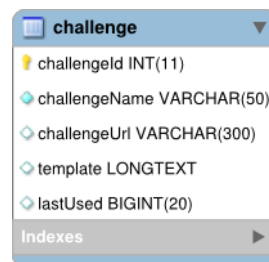 challenge
challengeId INT(11)
challengeName VARCHAR(50)
challengeUrl VARCHAR(300)
template LONGTEXT
lastUsed BIGINT(20)
Indexes